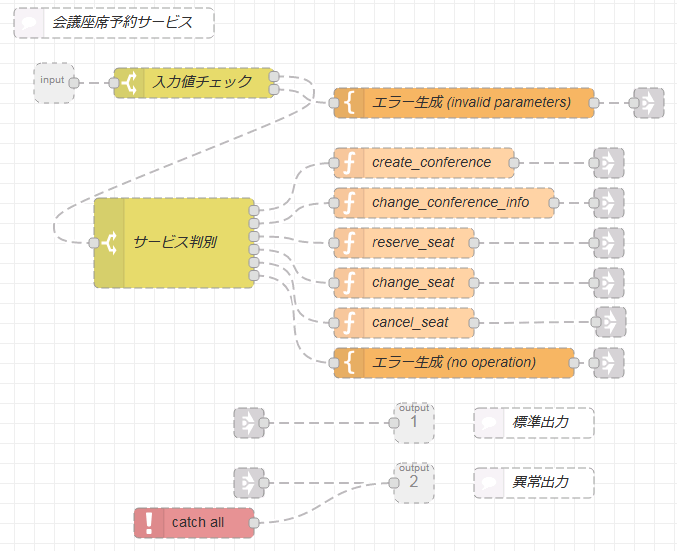 会議座席予約サービス
input
入力値チェック
エラー生成 (invalid parameters)
create_conference
change_conference_info
サービス判別
reserve_seat
change_seat
cancel_seat
エラー生成 (no operation)
output
1
標準出力
output
2
異常出力
catch all